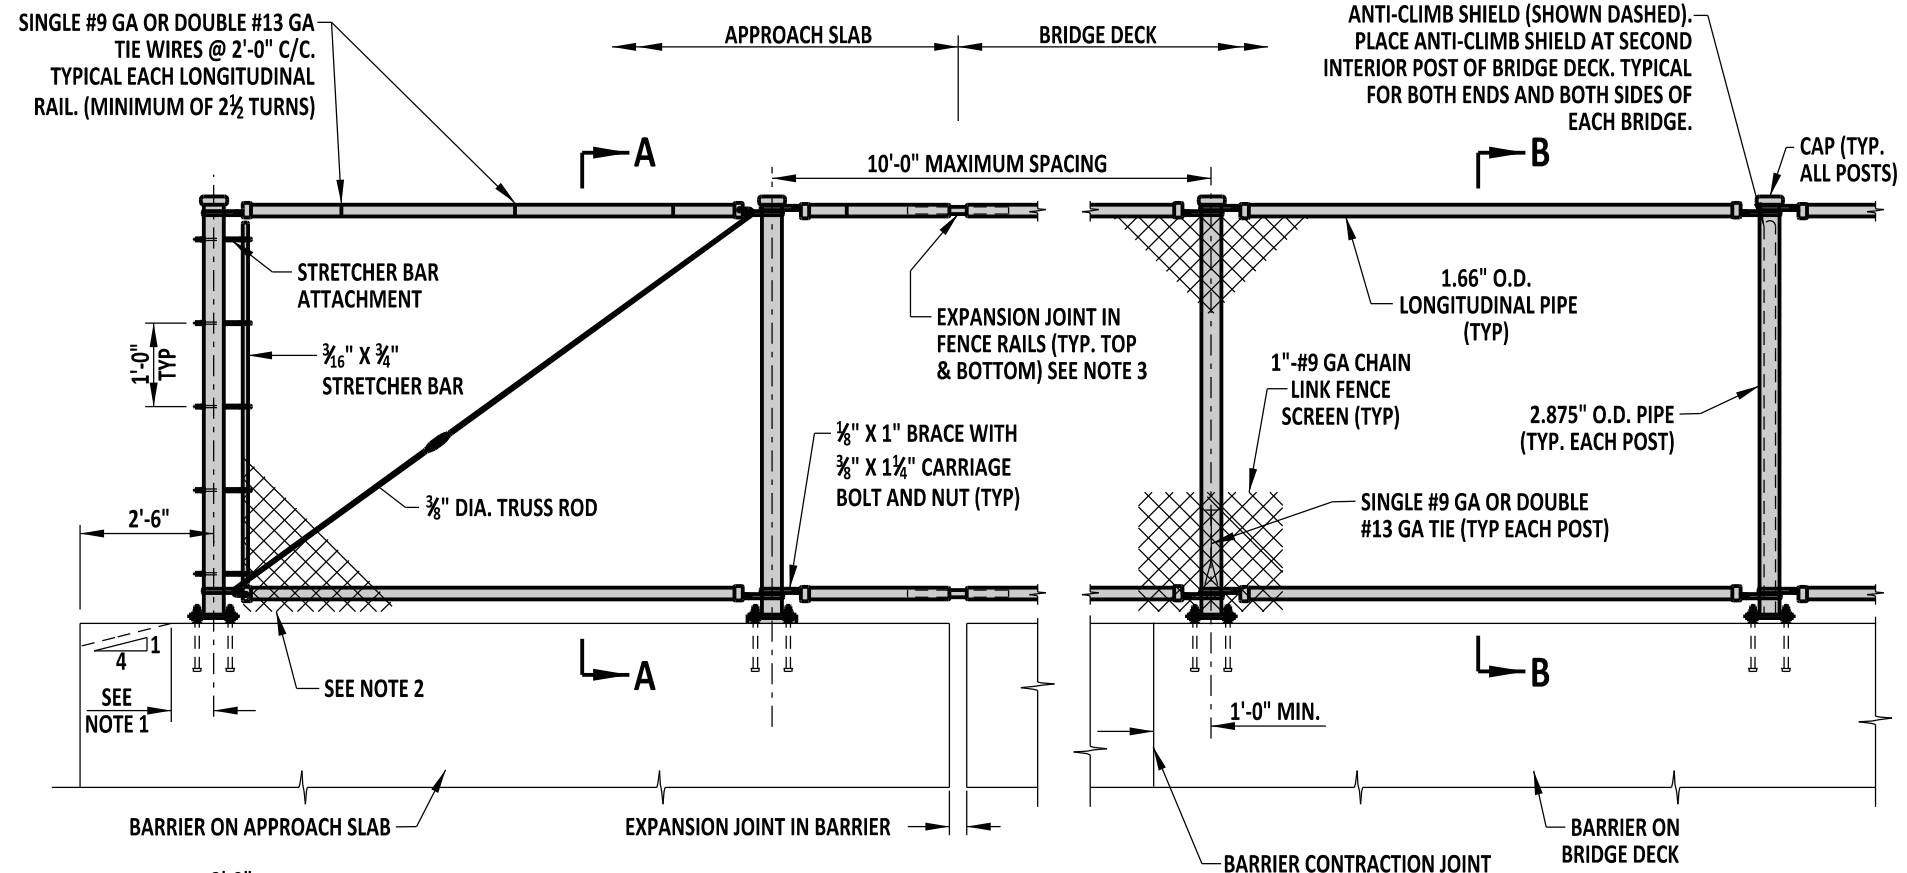 SINGLE #9 GA OR DOUBLE #13 GA
TIE WIRES @ 2'-0" C/C.
TYPICAL EACH LONGITUDINAL
RAIL. (MINIMUM OF 2½ TURNS)
APPROACH SLAB
BRIDGE DECK
ANTI-CLIMB SHIELD (SHOWN DASHED).
PLACE ANTI-CLIMB SHIELD AT SECOND
INTERIOR POST OF BRIDGE DECK. TYPICAL
FOR BOTH ENDS AND BOTH SIDES OF
EACH BRIDGE.
A
B
10'-0" MAXIMUM SPACING
CAP (TYP.
ALL POSTS)
STRETCHER BAR
ATTACHMENT
1'-0"
TYP
3/16" X 3/4"
STRETCHER BAR
EXPANSION JOINT IN
FENCE RAILS (TYP. TOP
& BOTTOM) SEE NOTE 3
1.66" O.D.
LONGITUDINAL PIPE
(TYP)
1"-#9 GA CHAIN
LINK FENCE
SCREEN (TYP)
2.875" O.D. PIPE
(TYP. EACH POST)
1/8" X 1" BRACE WITH
3/8" X 1¼" CARRIAGE
BOLT AND NUT (TYP)
3/8" DIA. TRUSS ROD
SINGLE #9 GA OR DOUBLE
#13 GA TIE (TYP EACH POST)
2'-6"
1
4
SEE
NOTE 1
SEE NOTE 2
A
B
1'-0" MIN.
BARRIER ON APPROACH SLAB
EXPANSION JOINT IN BARRIER
BARRIER ON
BRIDGE DECK
BARRIER CONTRACTION JOINT